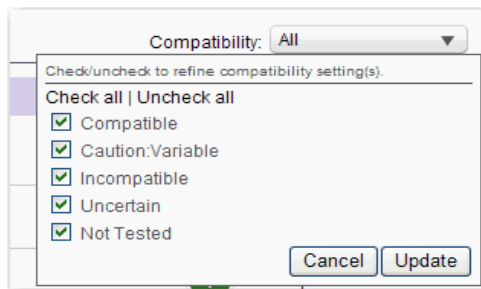 Compatibility: All
Check/uncheck to refine compatibility setting(s).
Check all | Uncheck all
Compatible
Caution:Variable
Incompatible
Uncertain
Not Tested
Cancel Update